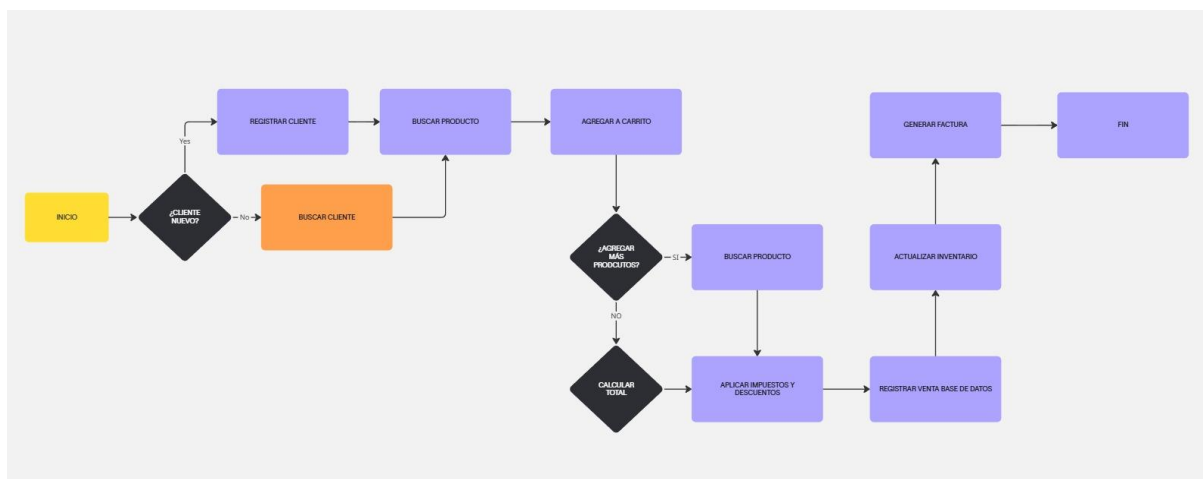 INICIO
¿CLIENTE
NUEVO?
Yes
No
REGISTRAR CLIENTE
BUSCAR CLIENTE
BUSCAR PRODUCTO
AGREGAR A CARRITO
¿AGREGAR
MÁS
PRODCUTOS?
SI
BUSCAR PRODUCTO
NO
CALCULAR
TOTAL
APLICAR IMPUESTOS Y
DESCUENTOS
REGISTRAR VENTA BASE DE DATOS
ACTUALIZAR INVENTARIO
GENERAR FACTURA
FIN